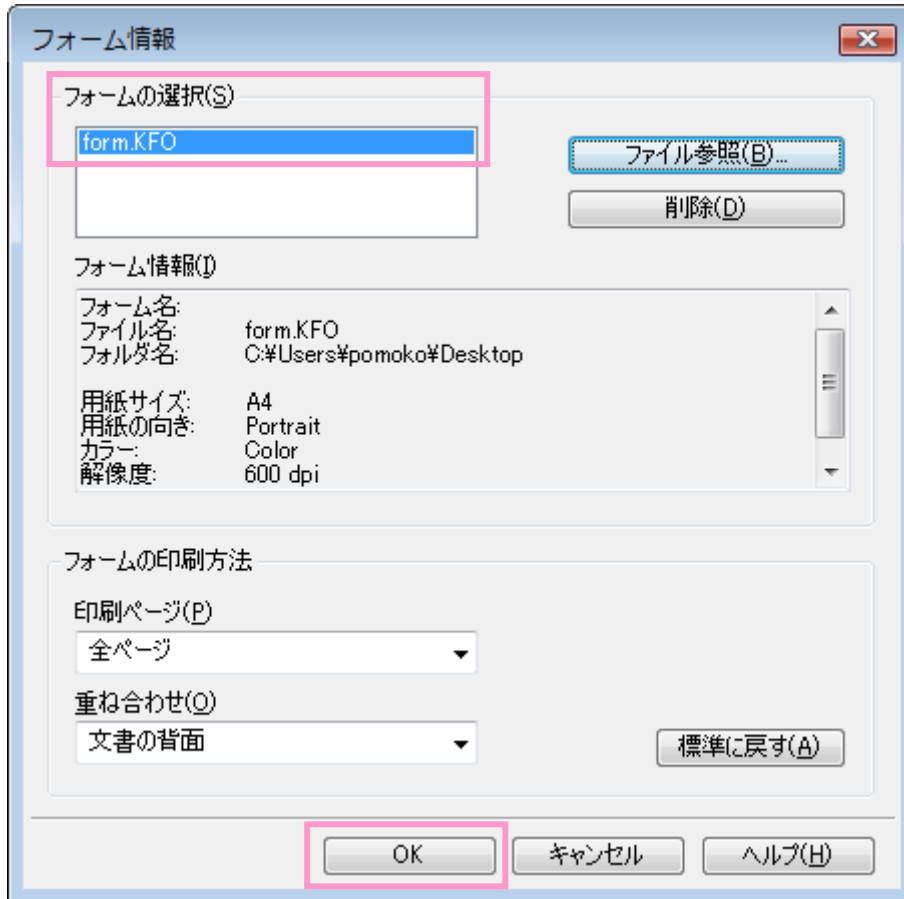 フォーム情報
フォームの選択(S)
form.KFO
ファイル参照(B)...
削除(D)
フォーム情報(I)
フォーム名:
ファイル名: form.KFO
フォルダ名: C:¥Users¥pomoko¥Desktop
用紙サイズ: A4
用紙の向き: Portrait
カラー: Color
解像度: 600 dpi
フォームの印刷方法
印刷ページ(P)
全ページ
重ね合わせ(O)
文書の背面
標準に戻す(A)
OK キャンセル ヘルプ(H)